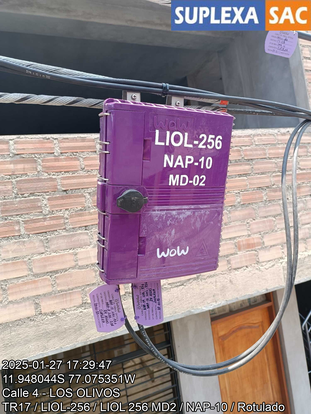 SUPLEXA SAC
LIOL-256
NAP-10
MD-02
WOW
2025-01-27 17:29:47
11.948044S 77.075351W
Calle 4 - LOS OLIVOS
TR17 / LIOL-256 / LIOL 256 MD2 / NAP-10 / Rotulado